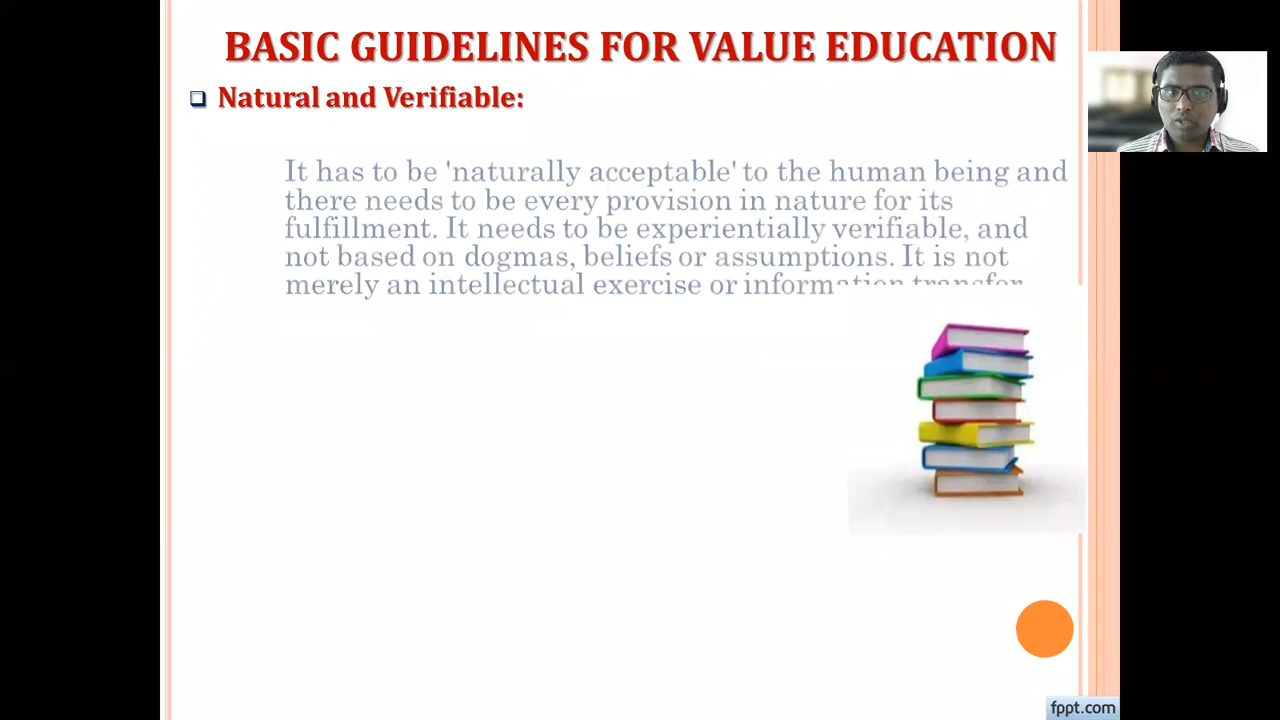 BASIC GUIDELINES FOR VALUE EDUCATION
Natural and Verifiable:
It has to be 'naturally acceptable' to the human being and
there needs to be every provision in nature for its
fulfillment. It needs to be experientially verifiable, and
not based on dogmas, beliefs or assumptions. It is not
merely an intellectual exercise or information transfer
fppt.com